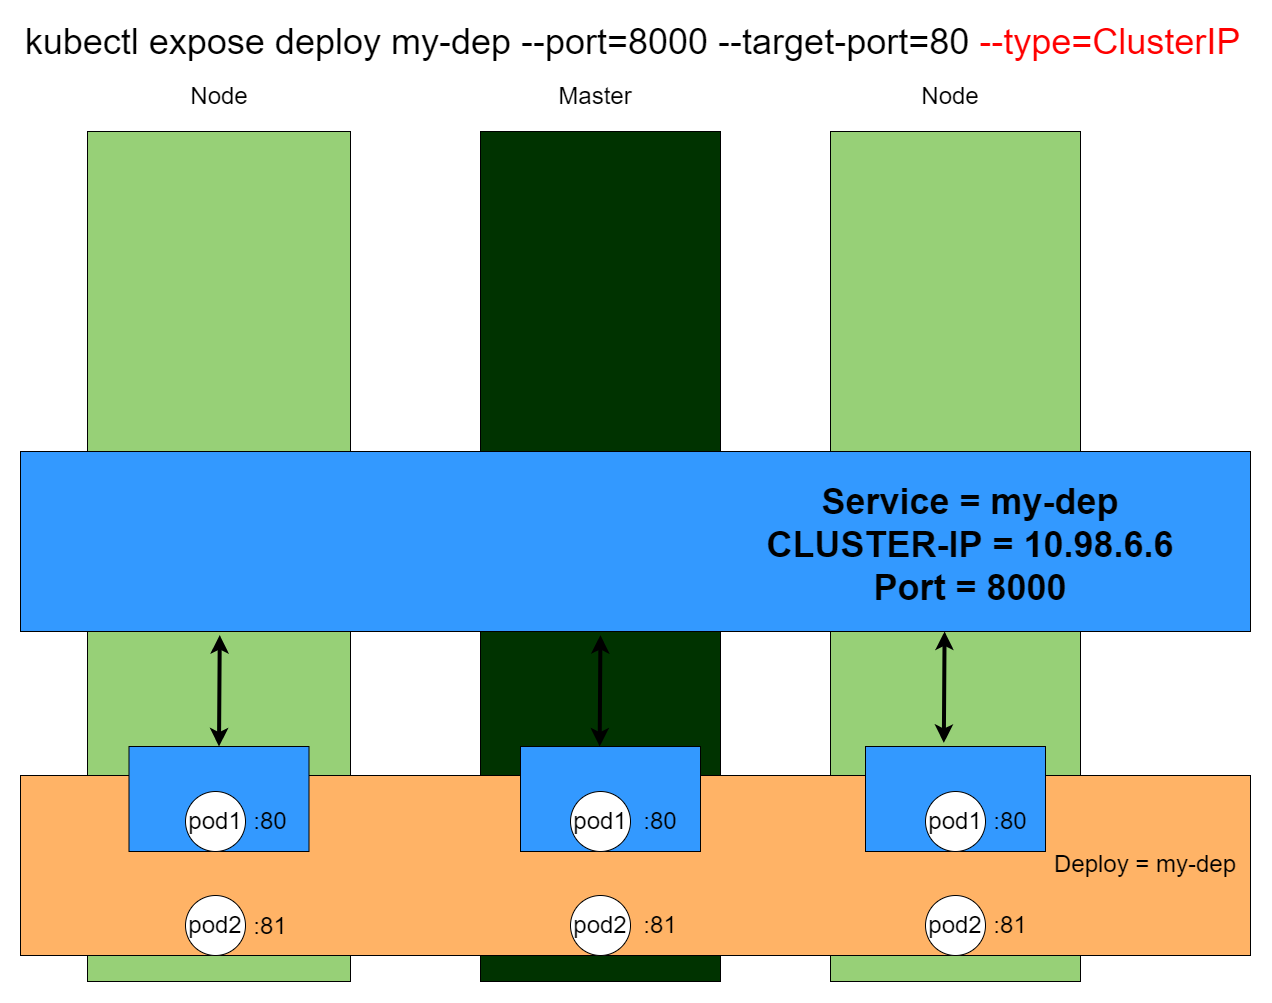 kubectl expose deploy my-dep --port=8000 --target-port=80 --type=ClusterIP
Node
Master
Node
Service = my-dep
CLUSTER-IP = 10.98.6.6
Port = 8000
pod1 :80
pod1 :80
pod1 :80
Deploy = my-dep
pod2 :81
pod2 :81
pod2 :81